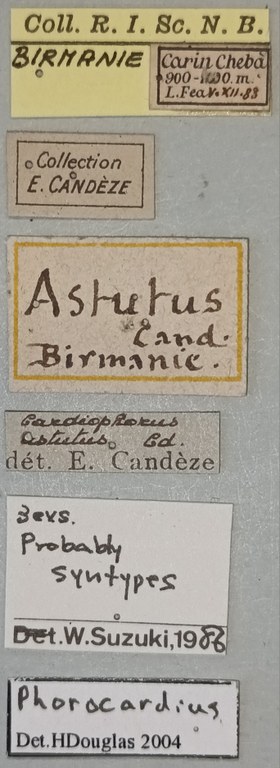 Coll. R. I. Sc. N. B.
BIRMANIE
Carin Chebà
900-1100.m.
L.Fea V-XII-88
Collection
E. CANDÈZE
Astutus
Cand.
Birmanie.
Cardiophorus
astutus. Cd.
dét. E. Candèze
3exs.
Probably
syntypes
Det.W.Suzuki,1986
Phorocardius
Det.HDouglas 2004